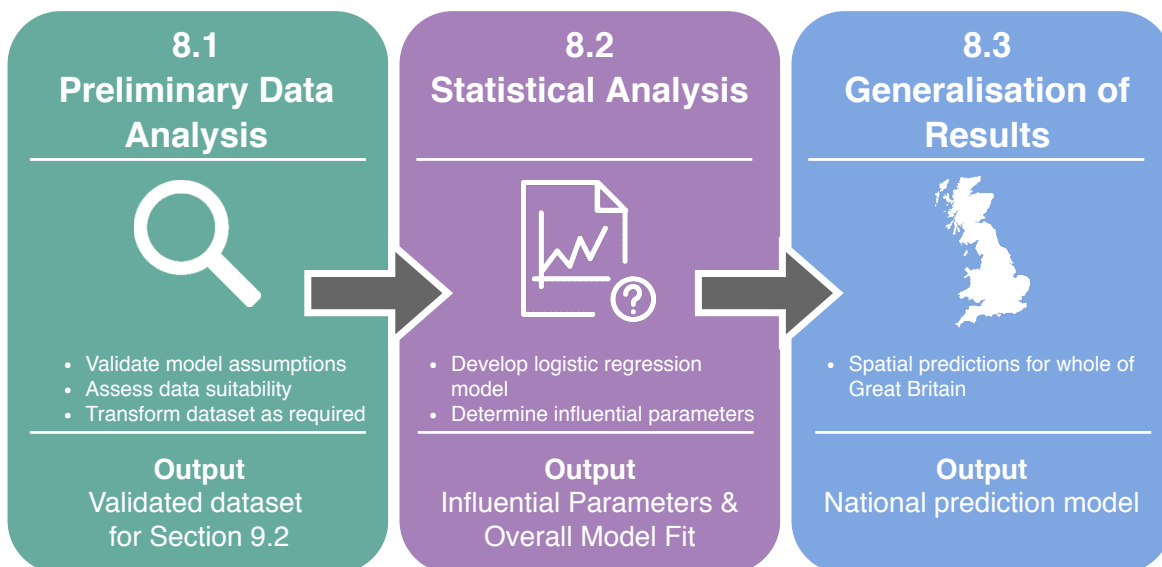 8.1
Preliminary Data
Analysis
• Validate model assumptions
• Assess data suitability
• Transform dataset as required
Output
Validated dataset
for Section 9.2
8.2
Statistical Analysis
?
• Develop logistic regression
model
• Determine influential parameters
Output
Influential Parameters &
Overall Model Fit
8.3
Generalisation of
Results
• Spatial predictions for whole of
Great Britain
Output
National prediction model